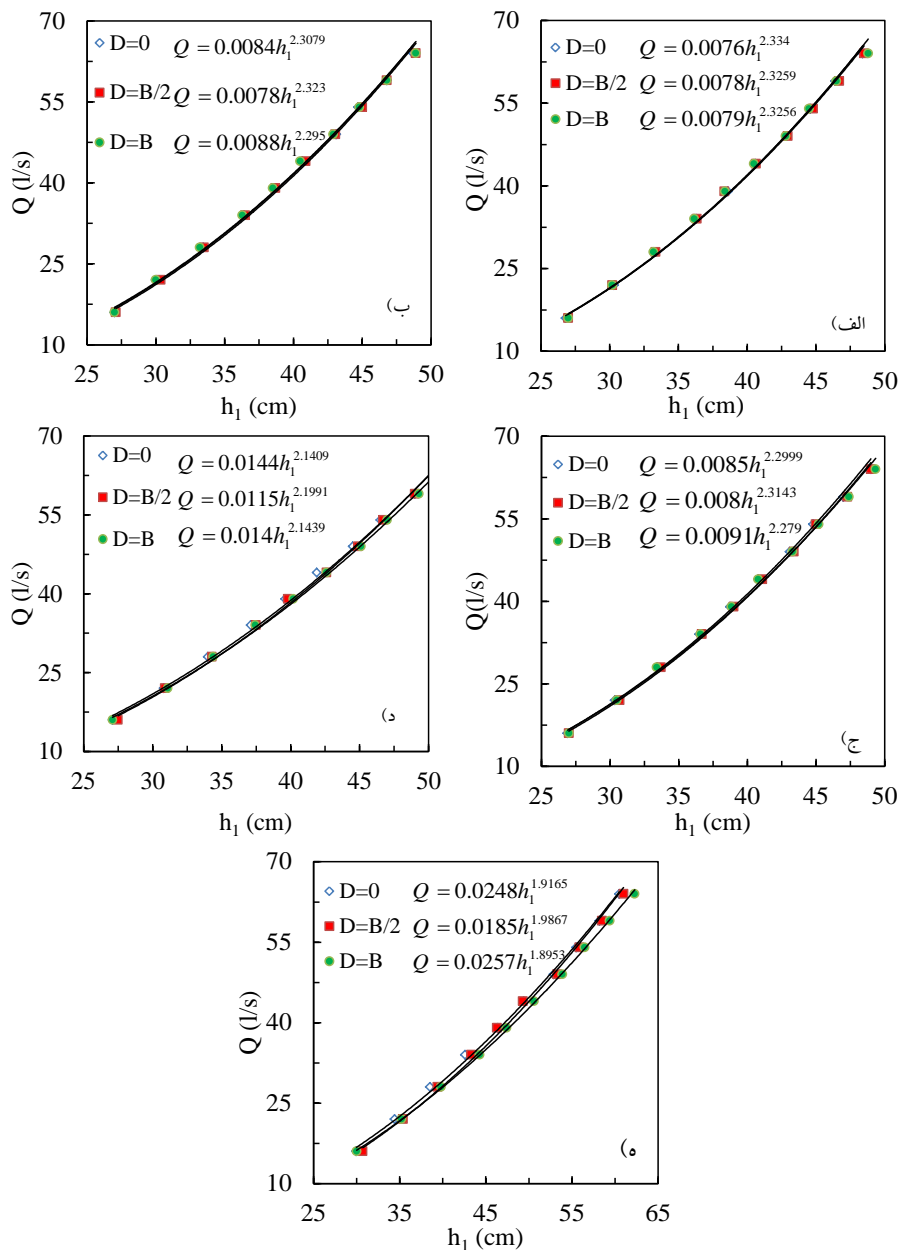 70
55
40
25
10
Q (l/s)
D=0 Q = 0.0084h₁^2.3079
D=B/2 Q = 0.0078h₁^2.323
D=B Q = 0.0088h₁^2.295
ب)
25 30 35 40 45 50
h₁ (cm)
70
55
40
25
10
Q (l/s)
D=0 Q = 0.0076h₁^2.334
D=B/2 Q = 0.0078h₁^2.3259
D=B Q = 0.0079h₁^2.3256
الف)
25 30 35 40 45 50
h₁ (cm)
70
55
40
25
10
Q (l/s)
D=0 Q = 0.0144h₁^2.1409
D=B/2 Q = 0.0115h₁^2.1991
D=B Q = 0.014h₁^2.1439
د)
25 30 35 40 45 50
h₁ (cm)
70
55
40
25
10
Q(l/s)
D=0 Q = 0.0085h₁^2.2999
D=B/2 Q = 0.008h₁^2.3143
D=B Q = 0.0091h₁^2.279
ج)
25 30 35 40 45 50
h₁ (cm)
70
55
40
25
10
Q (l/s)
D=0 Q = 0.0248h₁^1.9165
D=B/2 Q = 0.0185h₁^1.9867
D=B Q = 0.0257h₁^1.8953
ه)
25 35 45 55 65
h₁ (cm)